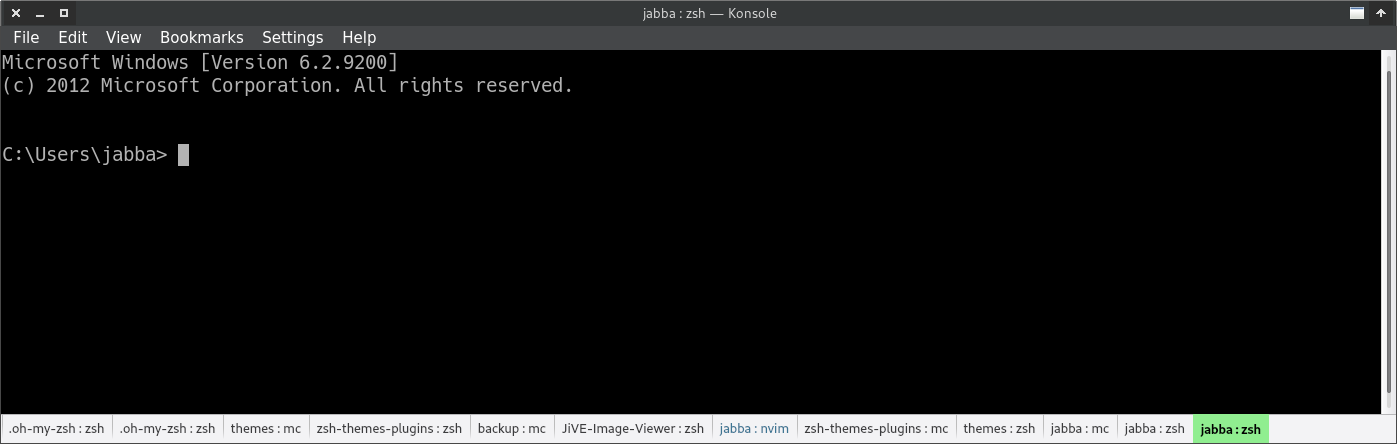 jabba : zsh — Konsole
File Edit View Bookmarks Settings Help
Microsoft Windows [Version 6.2.9200]
(c) 2012 Microsoft Corporation. All rights reserved.
C:\Users\jabba>
.oh-my-zsh : zsh .oh-my-zsh : zsh themes : mc zsh-themes-plugins : zsh backup : mc JiVE-Image-Viewer : zsh jabba : nvim zsh-themes-plugins : mc themes : zsh jabba : mc jabba : zsh jabba : zsh